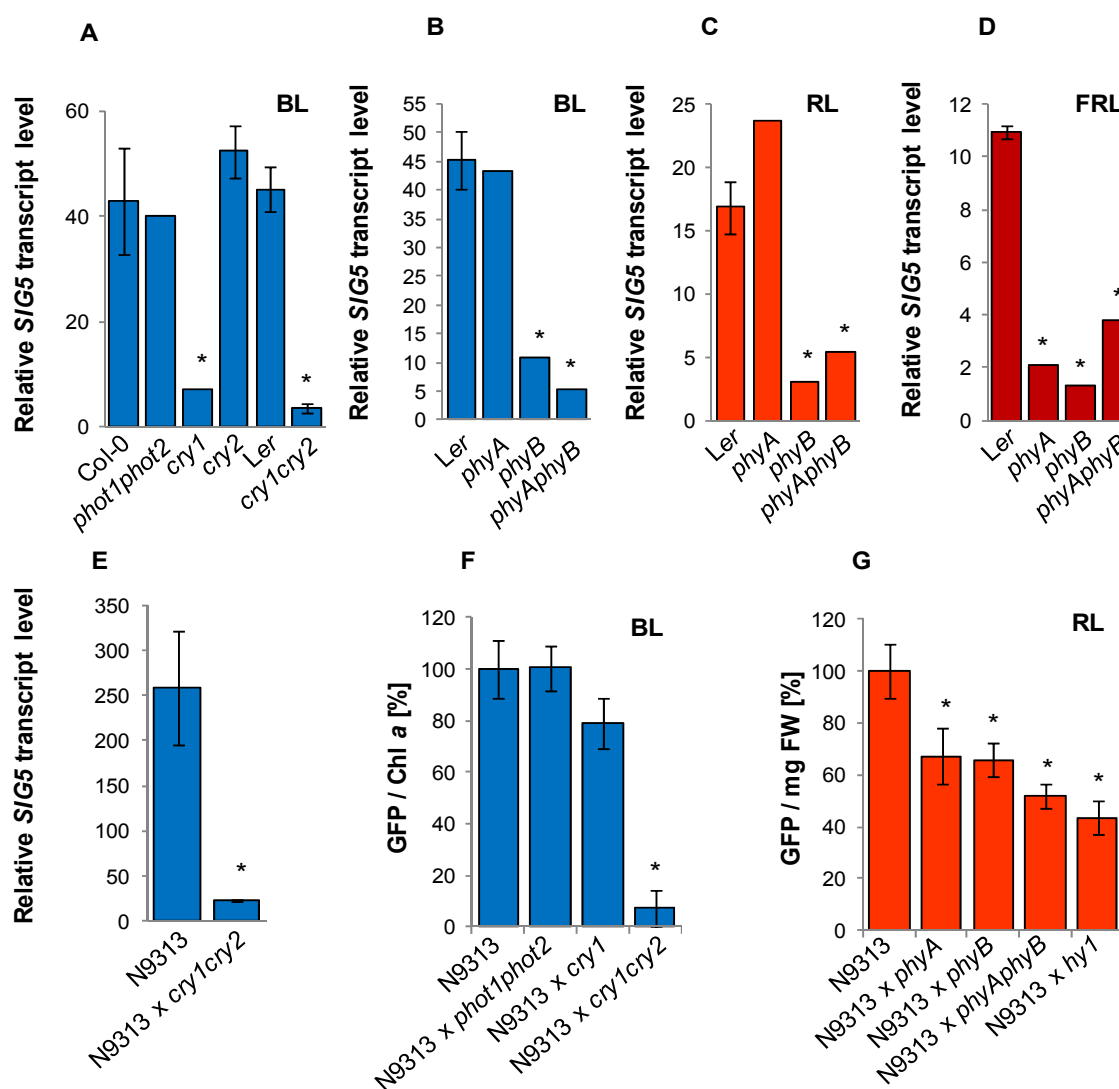 A
BL
Relative SIG5 transcript level
60
40
20
0
Col-0
phot1phot2
cry1
cry2
Ler
cry1cry2
*
*
B
BL
Relative SIG5 transcript level
55
50
45
40
35
30
25
20
15
10
5
0
Ler
phyA
phyB
phyAphyB
*
*
C
RL
Relative SIG5 transcript level
25
20
15
10
5
0
Ler
phyA
phyB
phyAphyB
*
*
D
FRL
Relative SIG5 transcript level
12
10
8
6
4
2
0
Ler
phyA
phyB
phyAphyB
*
*
*
E
Relative SIG5 transcript level
350
300
250
200
150
100
50
0
N9313
N9313 x cry1cry2
*
F
BL
GFP / Chl a [%]
120
100
80
60
40
20
0
N9313
N9313 x phot1phot2
N9313 x cry1
N9313 x cry1cry2
*
G
RL
GFP / mg FW [%]
120
100
80
60
40
20
0
N9313
N9313 x phyA
N9313 x phyB
N9313 x phyAphyB
N9313 x hy1
*
*
*
*